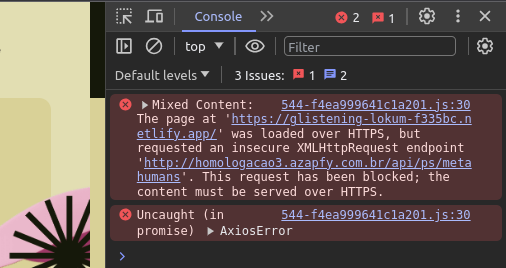 Console
2
1
top
Filter
Default levels
3 Issues:
1
2
Mixed Content: 544-f4ea999641c1a201.js:30
The page at 'https://glistening-lokum-f335bc.n
etlify.app/' was loaded over HTTPS, but
requested an insecure XMLHttpRequest endpoint
'http://homologacao3.azapfy.com.br/api/ps/meta
humans'. This request has been blocked; the
content must be served over HTTPS.
Uncaught (in 544-f4ea999641c1a201.js:30
promise) AxiosError